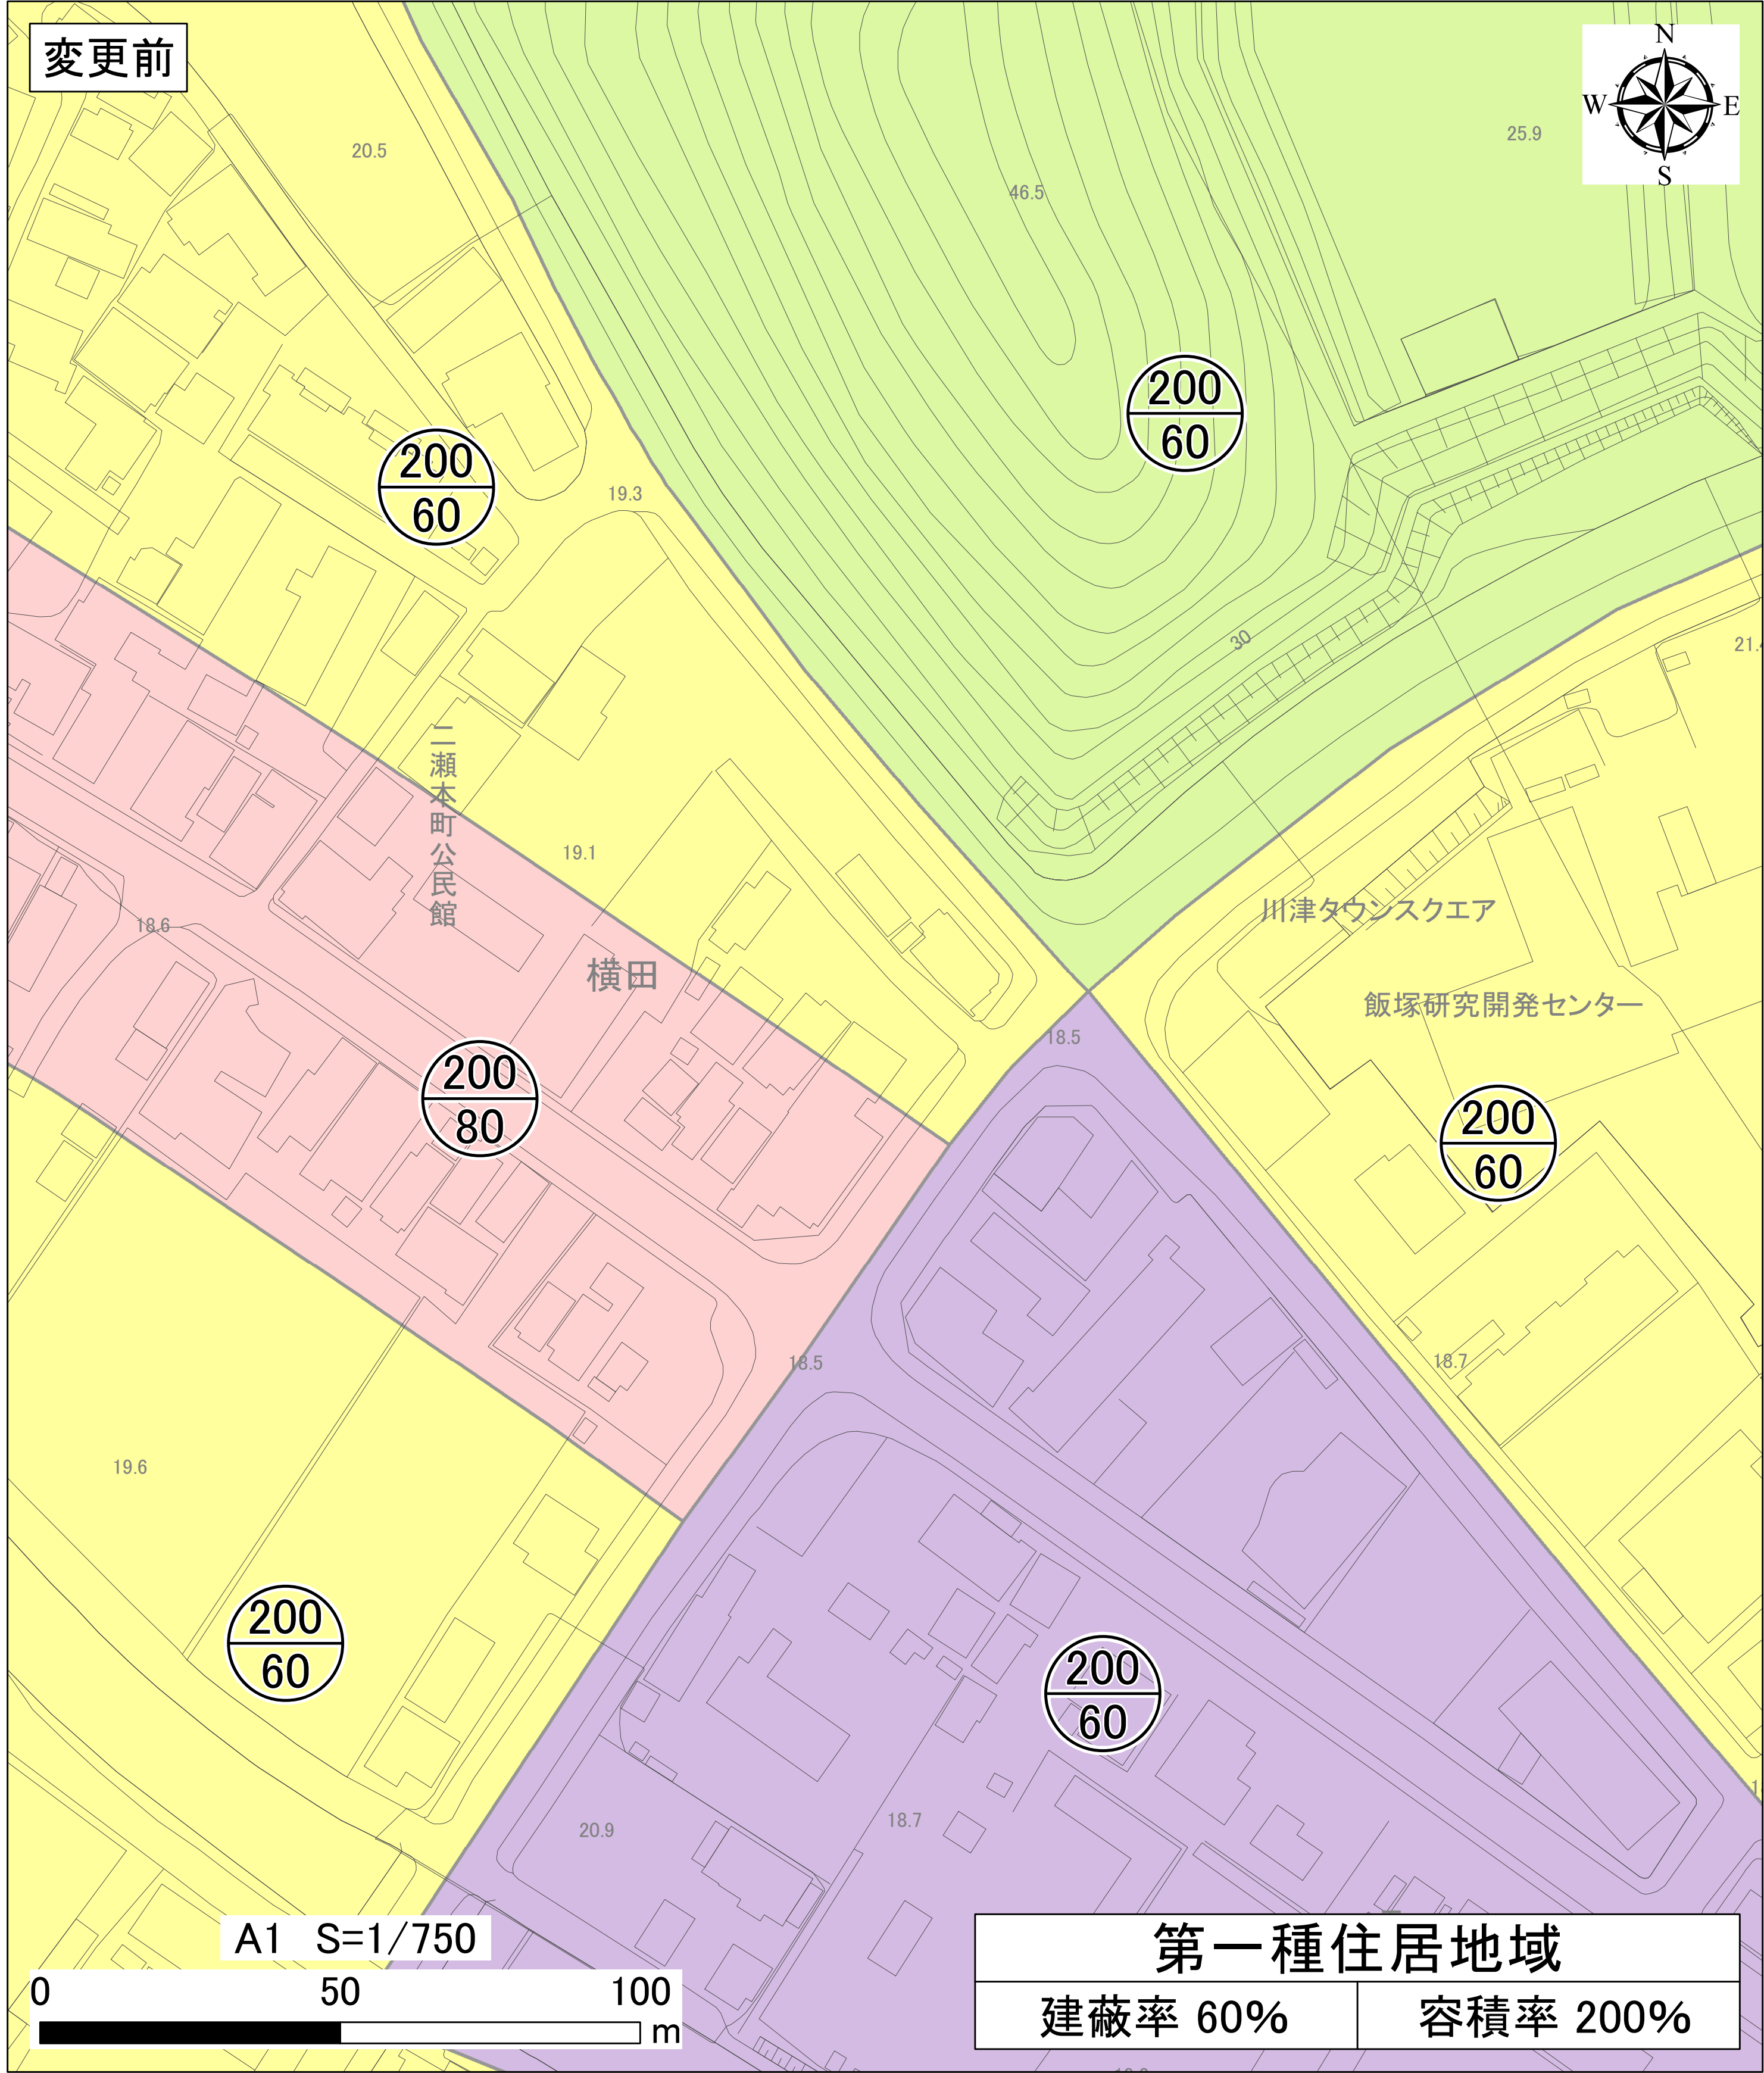 変更前
N
W E
S
20.5
25.9
46.5
200
60
200
60
19.3
30
二瀬本町公民館
19.1
川津タウンスクエア
18.6
横田
飯塚研究開発センター
18.5
200
80
200
60
18.5
18.7
19.6
200
60
200
60
20.9
18.7
A1 S=1/750
0 50 100
m
第一種住居地域
建蔽率 60% 容積率 200%